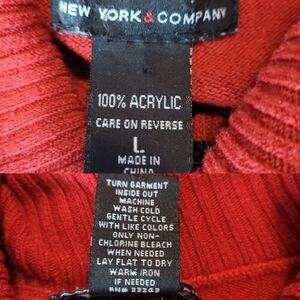 NEW YORK & COMPANY
100% ACRYLIC
CARE ON REVERSE
L
MADE IN
CHINA
TURN GARMENT
INSIDE OUT
MACHINE
WASH COLD
GENTLE CYCLE
WITH LIKE COLORS
ONLY NON-
CHLORINE BLEACH
WHEN NEEDED
LAY FLAT TO DRY
WARM IRON
IF NEEDED
RN#